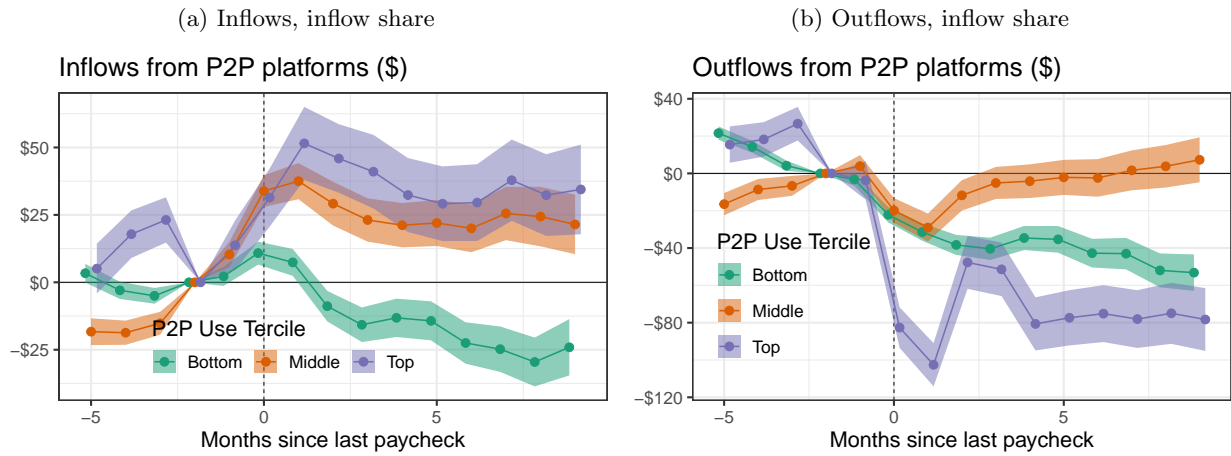 (a) Inflows, inflow share
Inflows from P2P platforms ($)
$50
$25
$0
−$25
P2P Use Tercile
Bottom Middle Top
−5 0 5
Months since last paycheck
(b) Outflows, inflow share
Outflows from P2P platforms ($)
$40
$0
−$40
−$80
−$120
P2P Use Tercile
Bottom
Middle
Top
−5 0 5
Months since last paycheck